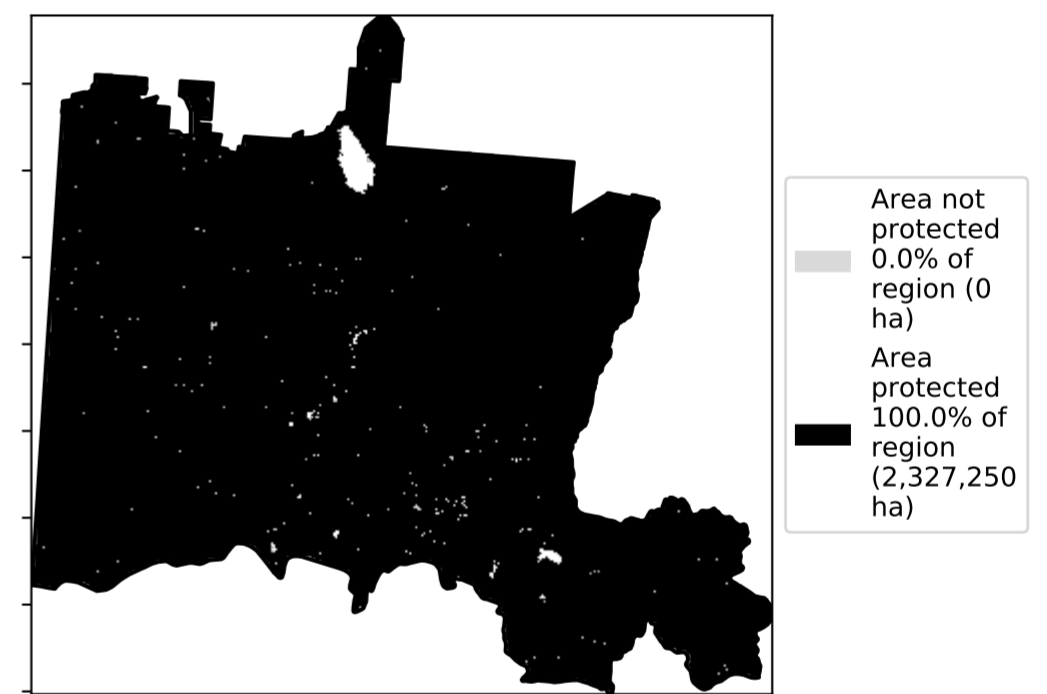 Area not
protected
0.0% of
region (0
ha)
Area
protected
100.0% of
region
(2,327,250
ha)